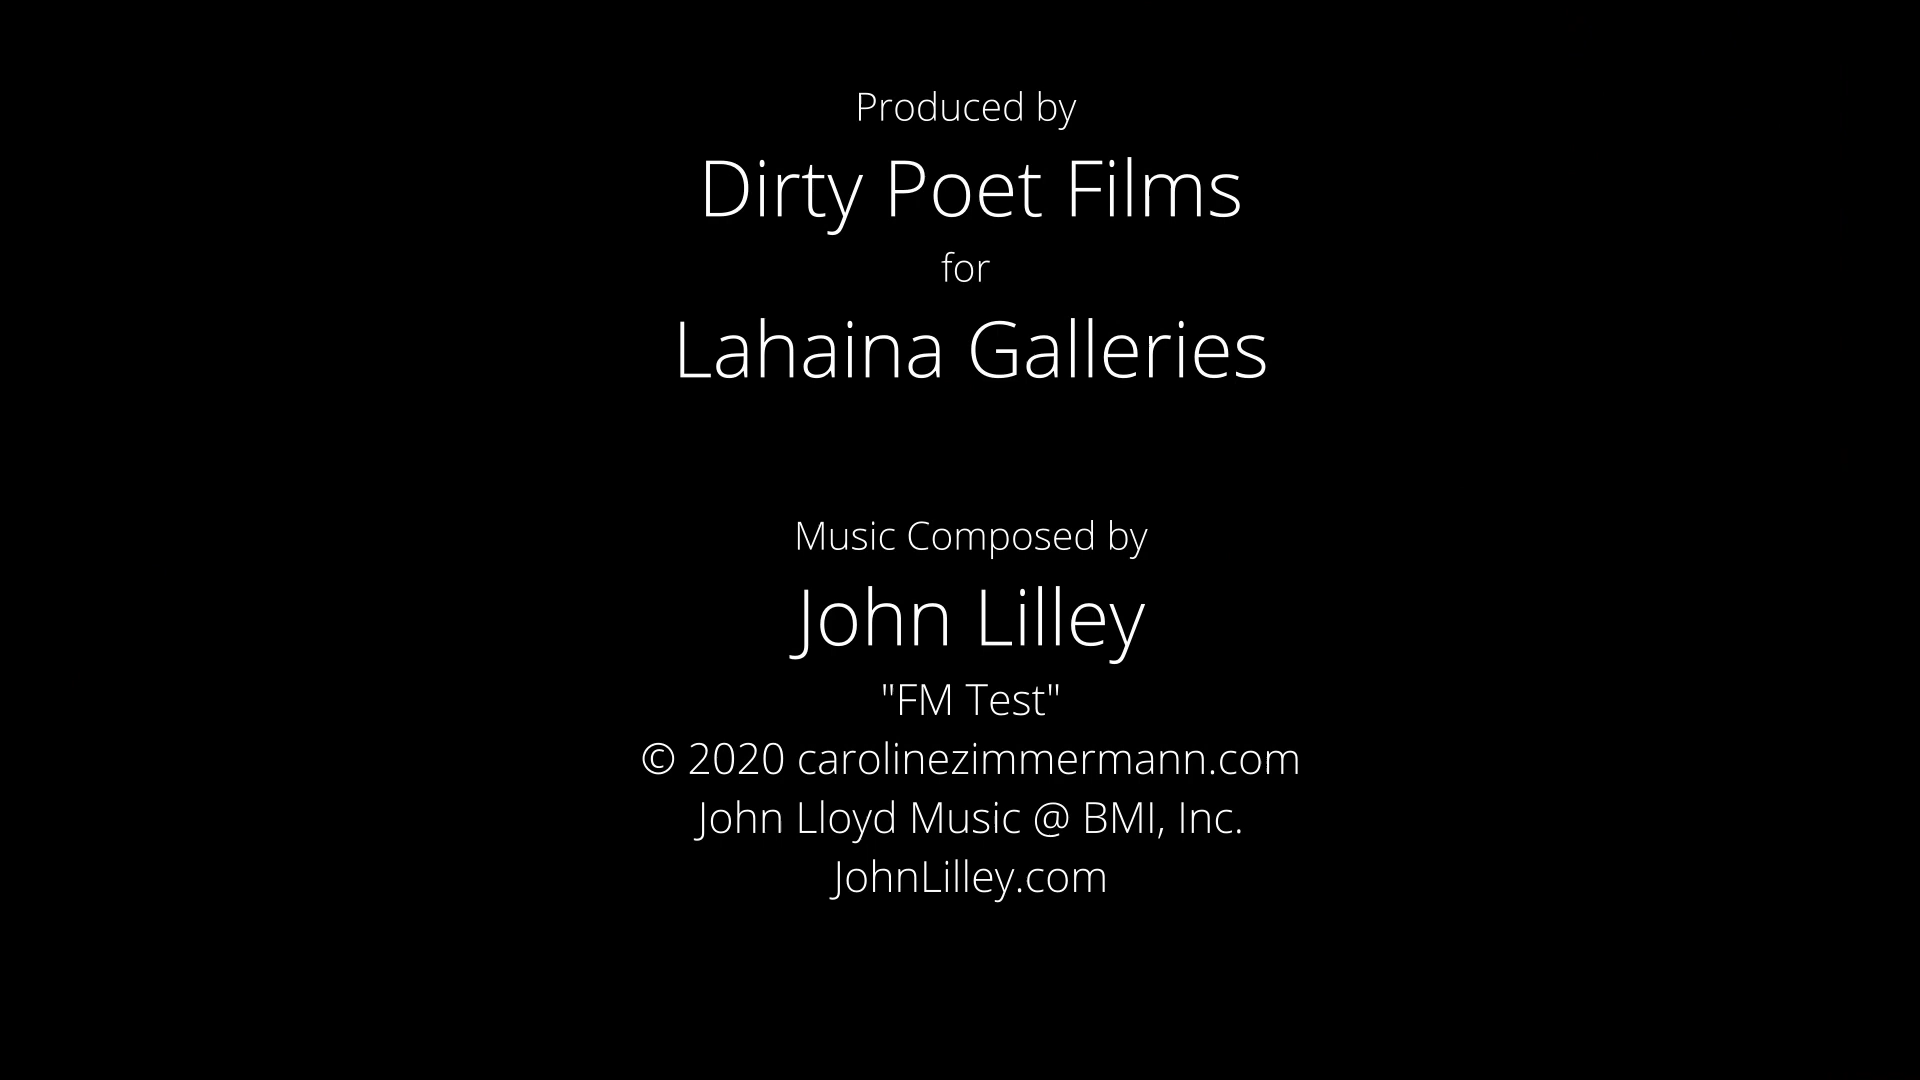 Produced by
Dirty Poet Films
for
Lahaina Galleries
Music Composed by
John Lilley
"FM Test"
© 2020 carolinezimmermann.com
John Lloyd Music @ BMI, Inc.
JohnLilley.com